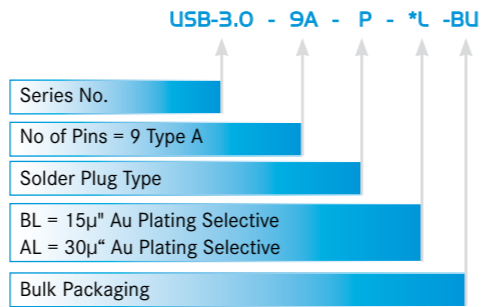 USB-3.0 - 9A - P - *L -BU
Series No.
No of Pins = 9 Type A
Solder Plug Type
BL = 15µ" Au Plating Selective
AL = 30µ“ Au Plating Selective
Bulk Packaging